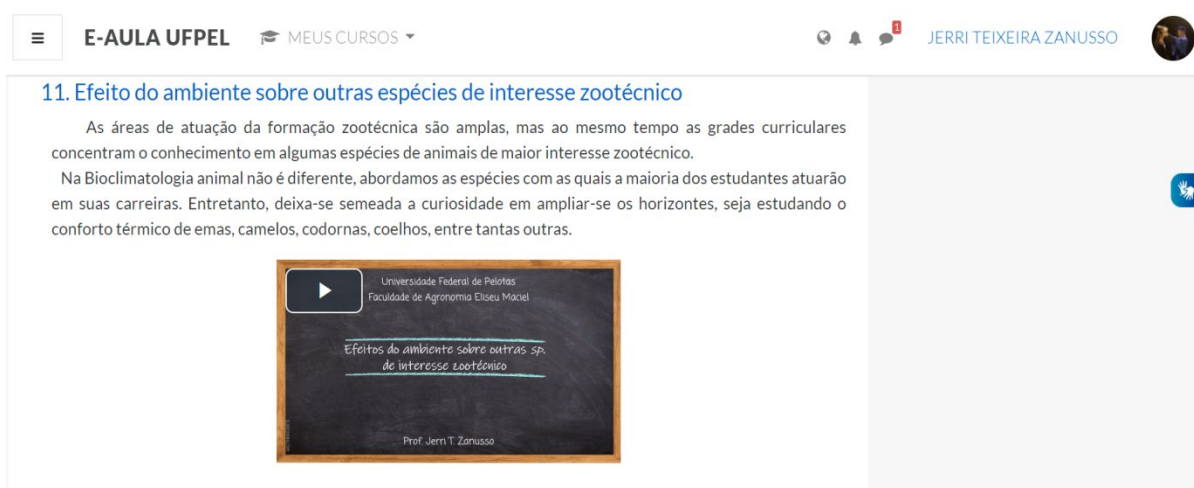 E-AULA UFPEL MEUS CURSOS 1 JERRI TEIXEIRA ZANUSSO
11. Efeito do ambiente sobre outras espécies de interesse zootécnico
As áreas de atuação da formação zootécnica são amplas, mas ao mesmo tempo as grades curriculares
concentram o conhecimento em algumas espécies de animais de maior interesse zootécnico.
Na Bioclimatologia animal não é diferente, abordamos as espécies com as quais a maioria dos estudantes atuarão
em suas carreiras. Entretanto, deixa-se semeada a curiosidade em ampliar-se os horizontes, seja estudando o
conforto térmico de emas, camelos, codornas, coelhos, entre tantas outras.
Universidade Federal de Pelotas
Faculdade de Agronomia Eliseu Maciel
Efeitos do ambiente sobre outras sp.
de interesse zootécnico
Prof. Jerri T. Zanusso